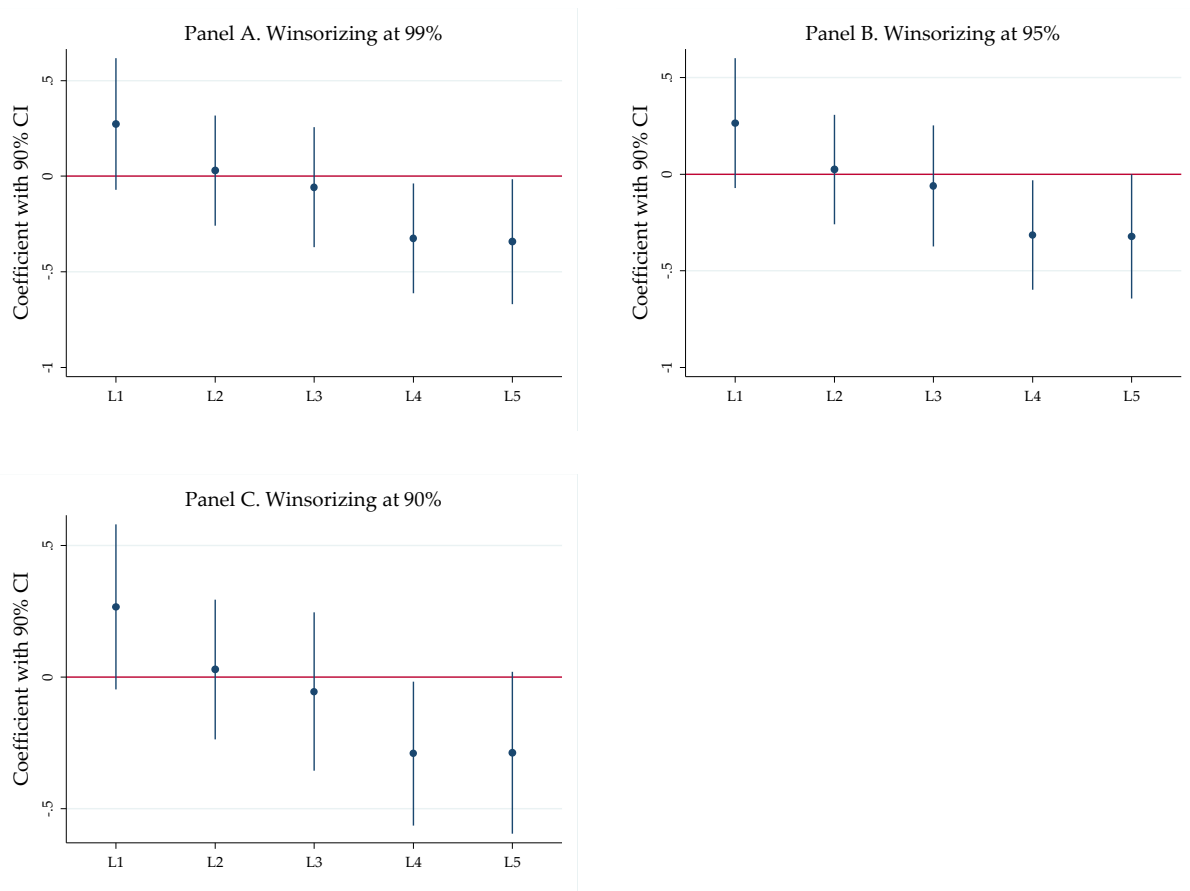 Panel A. Winsorizing at 99%
Coefficient with 90% CI
.5
0
-.5
-1
L1 L2 L3 L4 L5
Panel B. Winsorizing at 95%
Coefficient with 90% CI
.5
0
-.5
-1
L1 L2 L3 L4 L5
Panel C. Winsorizing at 90%
Coefficient with 90% CI
.5
0
-.5
L1 L2 L3 L4 L5